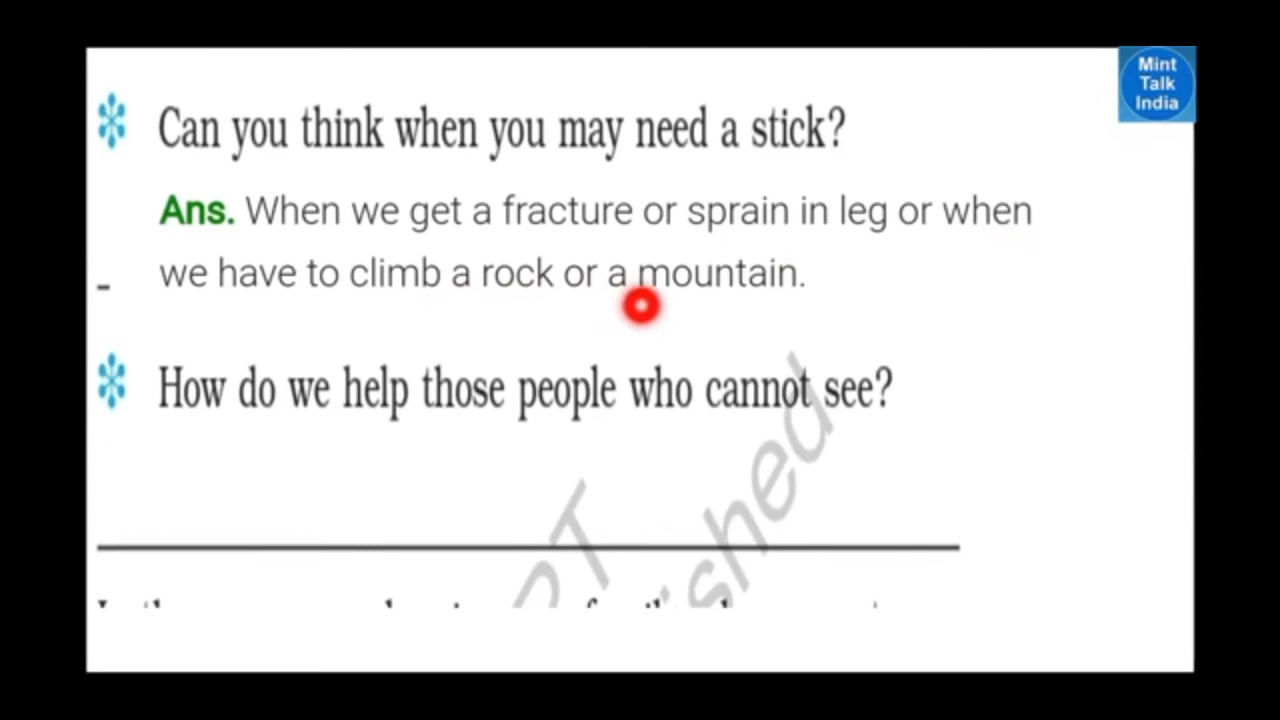 Mint
Talk
India
Can you think when you may need a stick?
Ans. When we get a fracture or sprain in leg or when
we have to climb a rock or a mountain.
How do we help those people who cannot see?